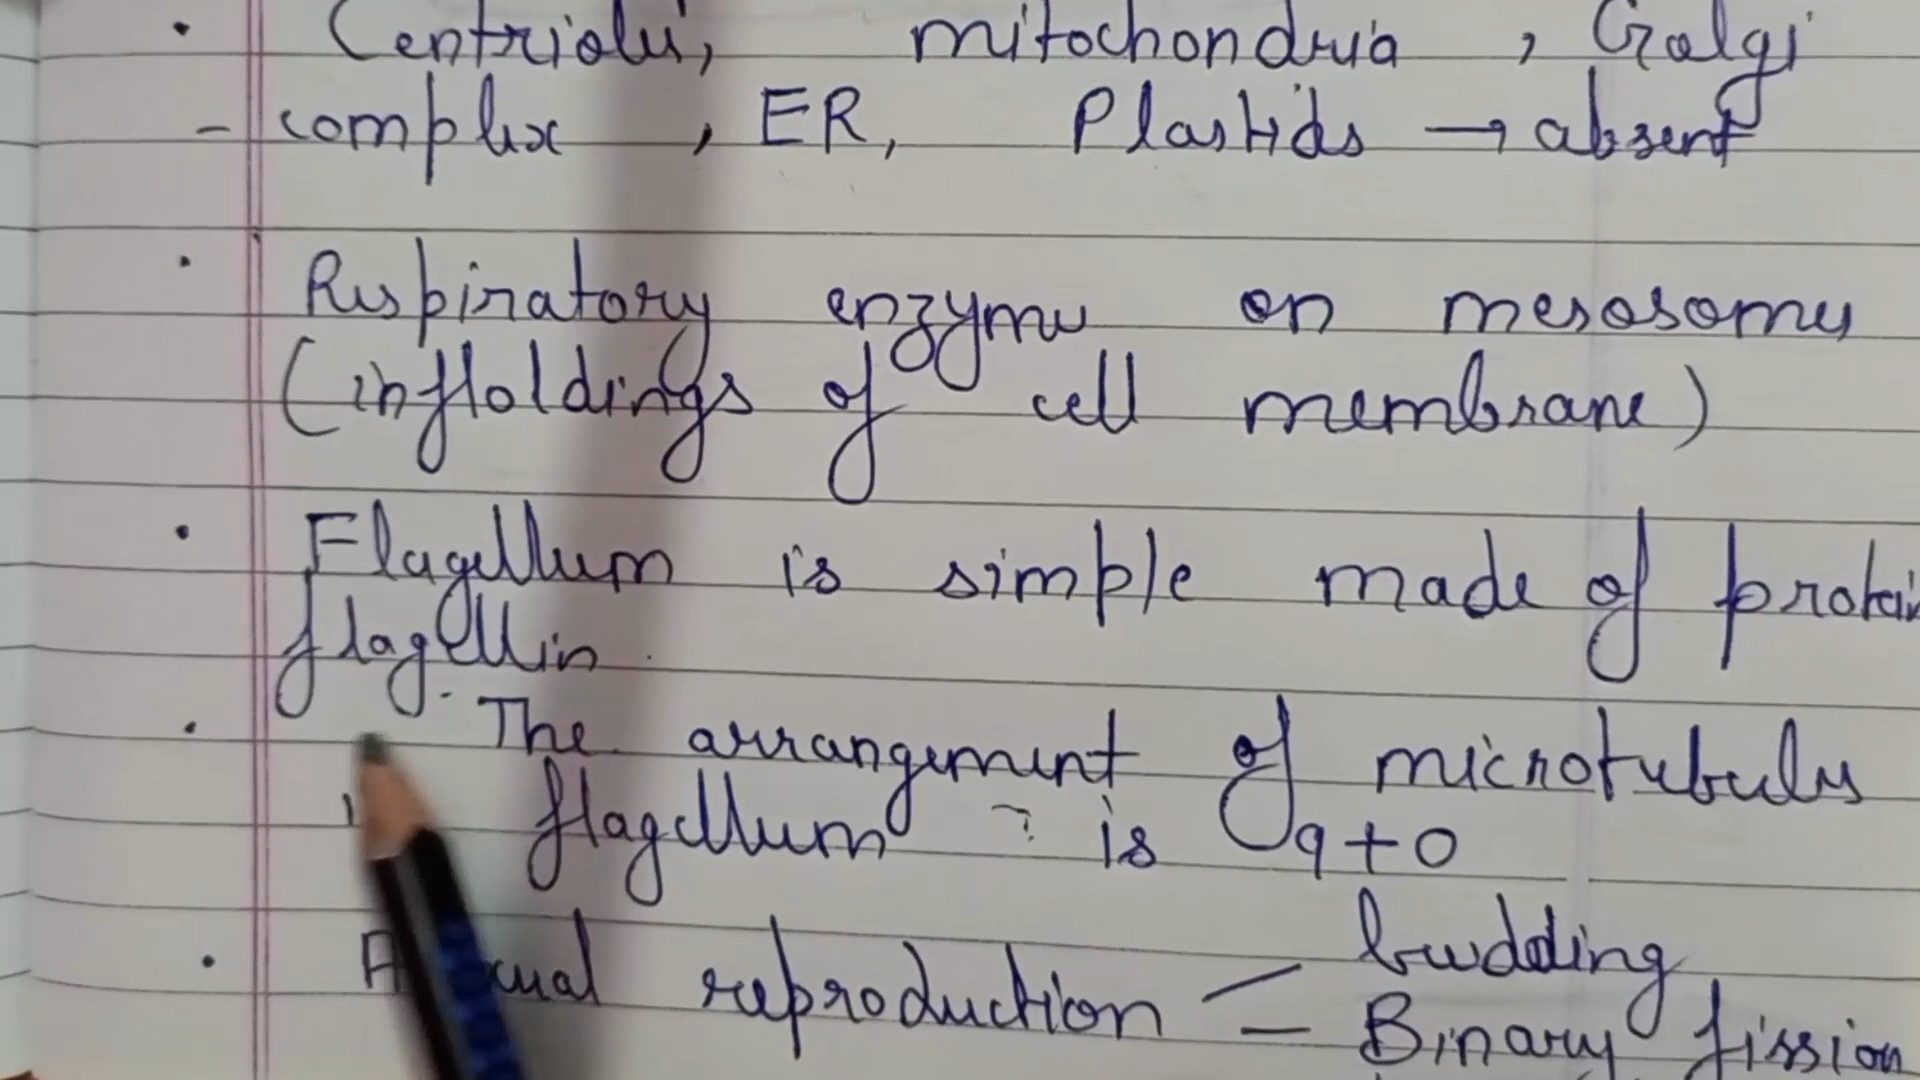 • Centrioles, mitochondria, Golgi
- complex, ER, Plastids → absent
• Respiratory enzymes on mesosomes
(infoldings of cell membrane)
• Flagellum is simple made of protein
flagellin.
• The arrangement of microtubules
flagellum is 9+0
• reproduction = budding
Binary fission